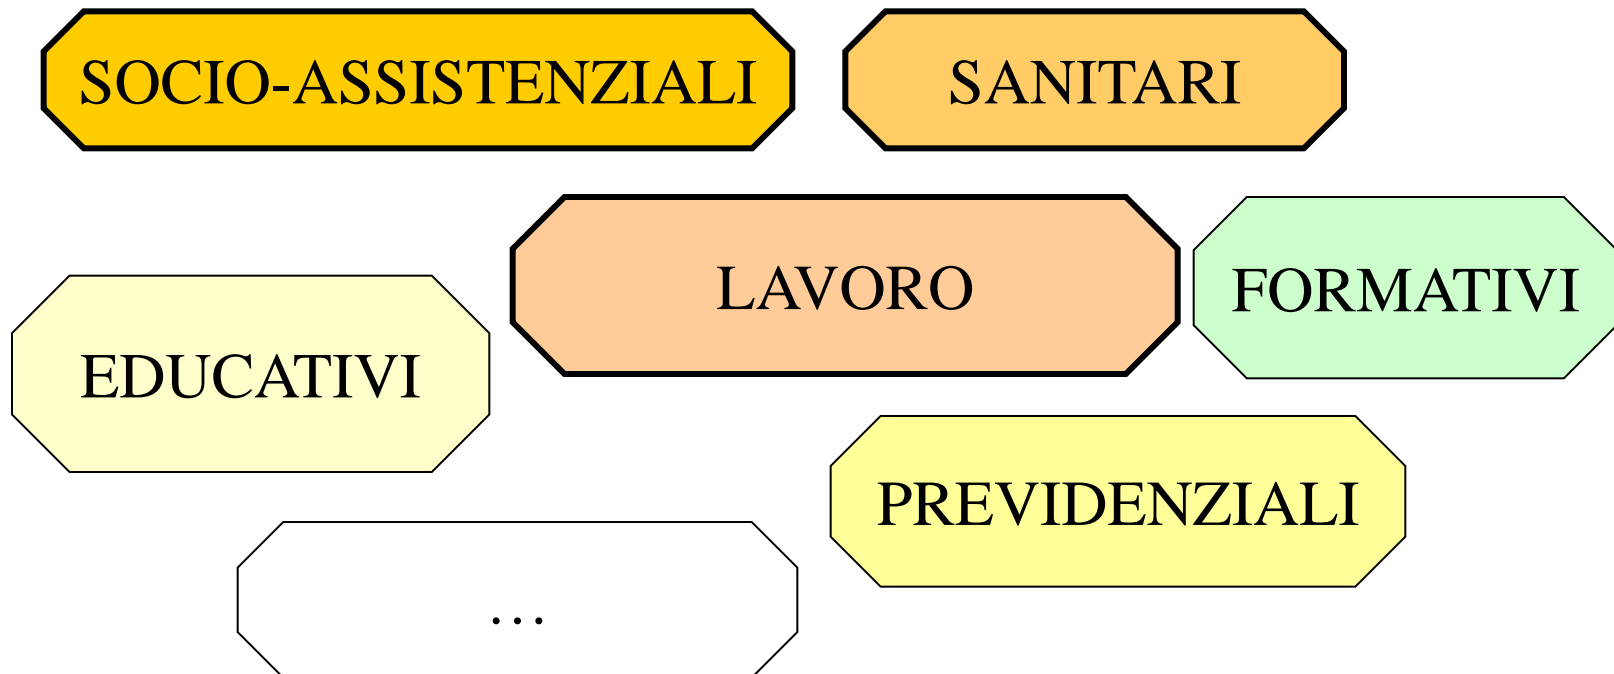 SOCIO-ASSISTENZIALI
SANITARI
LAVORO
FORMATIVI
EDUCATIVI
PREVIDENZIALI
…